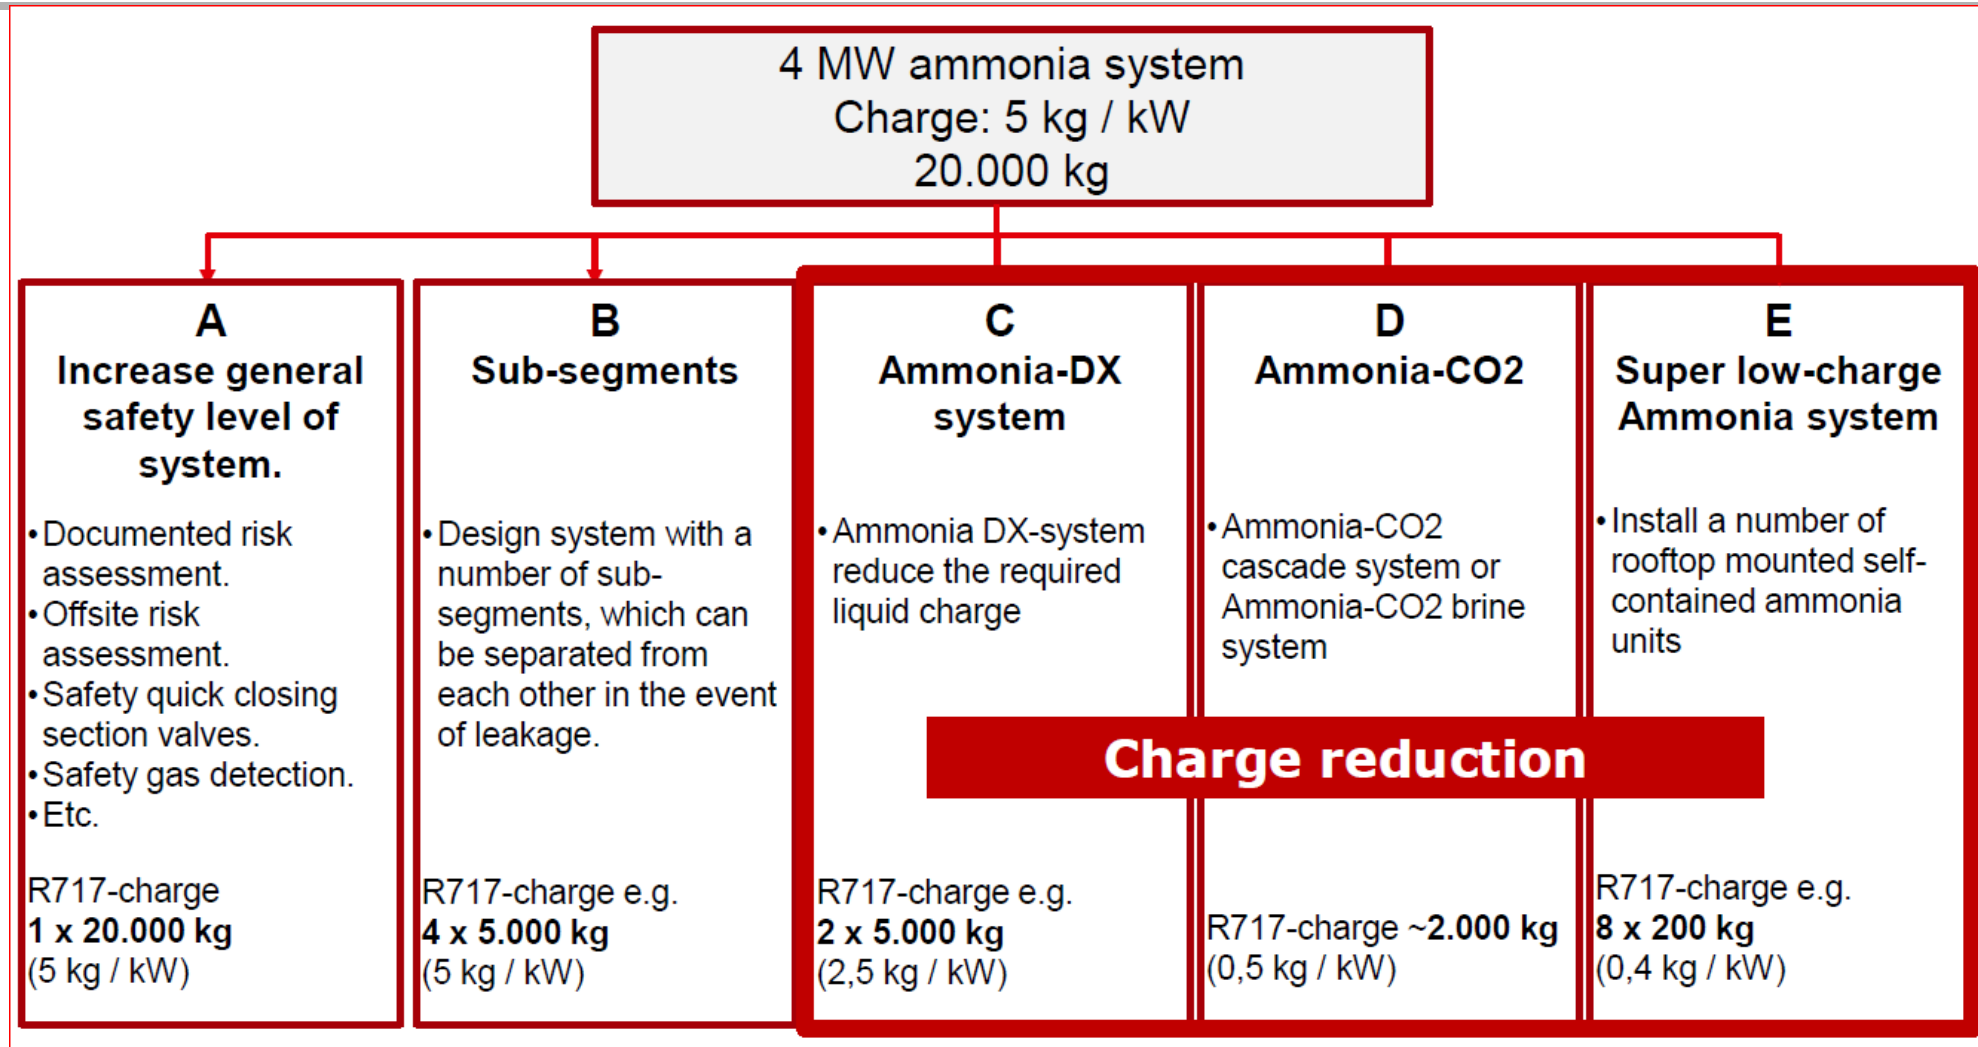 4 MW ammonia system
Charge: 5 kg / kW
20.000 kg
A
Increase general
safety level of
system.
•Documented risk
assessment.
•Offsite risk
assessment.
•Safety quick closing
section valves.
•Safety gas detection.
•Etc.
R717-charge
1 x 20.000 kg
(5 kg / kW)
B
Sub-segments
•Design system with a
number of sub-
segments, which can
be separated from
each other in the event
of leakage.
R717-charge e.g.
4 x 5.000 kg
(5 kg / kW)
C
Ammonia-DX
system
•Ammonia DX-system
reduce the required
liquid charge
R717-charge e.g.
2 x 5.000 kg
(2,5 kg / kW)
D
Ammonia-CO2
•Ammonia-CO2
cascade system or
Ammonia-CO2 brine
system
R717-charge ~2.000 kg
(0,5 kg / kW)
E
Super low-charge
Ammonia system
•Install a number of
rooftop mounted self-
contained ammonia
units
R717-charge e.g.
8 x 200 kg
(0,4 kg / kW)
Charge reduction